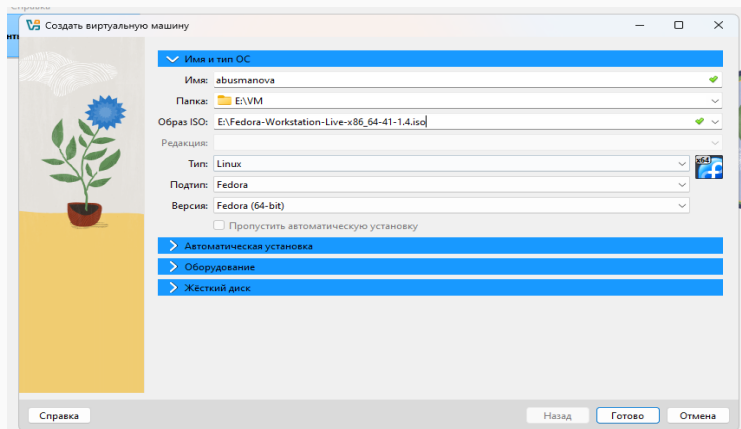 Справка
Создать виртуальную машину
Имя и тип ОС
Имя: abusmanova
Папка: E:\VM
Образ ISO: E:\Fedora-Workstation-Live-x86_64-41-1.4.iso
Редакция:
Тип: Linux
x64
Подтип: Fedora
Версия: Fedora (64-bit)
Пропустить автоматическую установку
Автоматическая установка
Оборудование
Жёсткий диск
Справка Назад Готово Отмена